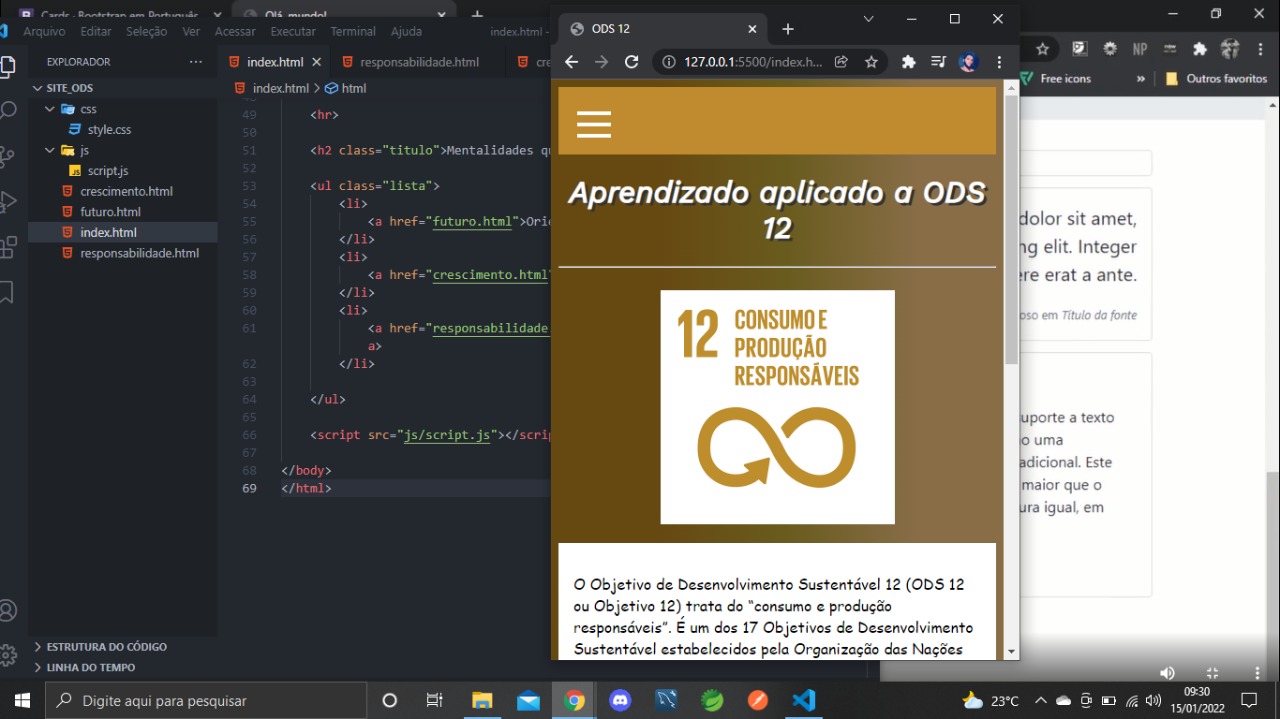 Cards · Bootstrap em Português
Olá, mundo!
Arquivo Editar Seleção Ver Acessar Executar Terminal Ajuda index.html -
EXPLORADOR
SITE_ODS
css
style.css
js
script.js
crescimento.html
futuro.html
index.html
responsabilidade.html
ESTRUTURA DO CÓDIGO
LINHA DO TEMPO
index.html responsabilidade.html
index.html > html
49 <hr>
50
51 <h2 class="titulo">Mentalidades
52
53 <ul class="lista">
54 <li>
55 <a href="futuro.html">
56 </li>
57 <li>
58 <a href="crescimento.html"
59 </li>
60 <li>
61 <a href="responsabilidade.
a>
62 </li>
63
64 </ul>
65
66 <script src="js/script.js"></scri
67
68 </body>
69 </html>
ODS 12
127.0.0.1:5500/index.h...
Aprendizado aplicado a ODS
12
12 CONSUMO E
PRODUÇÃO
RESPONSÁVEIS
O Objetivo de Desenvolvimento Sustentável 12 (ODS 12
ou Objetivo 12) trata do “consumo e produção
responsáveis”. É um dos 17 Objetivos de Desenvolvimento
Sustentável estabelecidos pela Organização das Nações
NP
Free icons » Outros favoritos
dolor sit amet,
ng elit. Integer
ere erat a ante.
oso em Título da fonte
uporte a texto
o uma
adicional. Este
maior que o
ura igual, em
Digite aqui para pesquisar
23°C
09:30
15/01/2022